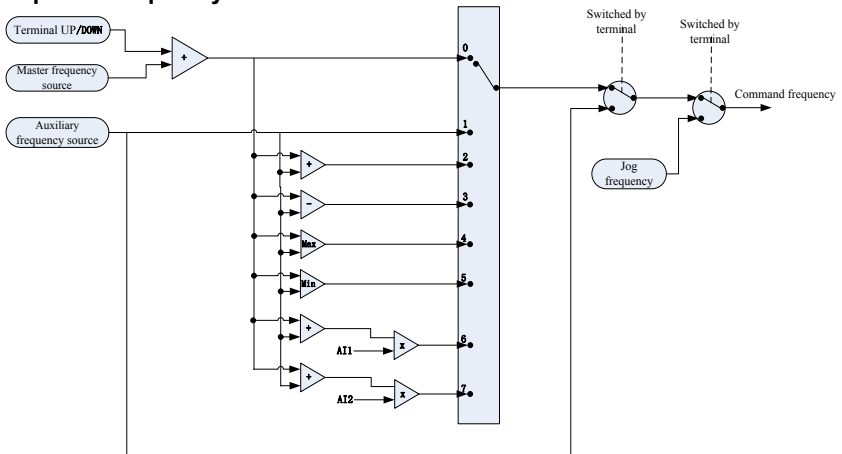 Terminal UP/DOWN
Master frequency
source
Auxiliary
frequency source
+
0
1
+
2
-
3
Max
4
Min
5
+
AI1
x
6
+
AI2
x
7
Switched by
terminal
Switched by
terminal
Command frequency
Jog
frequency